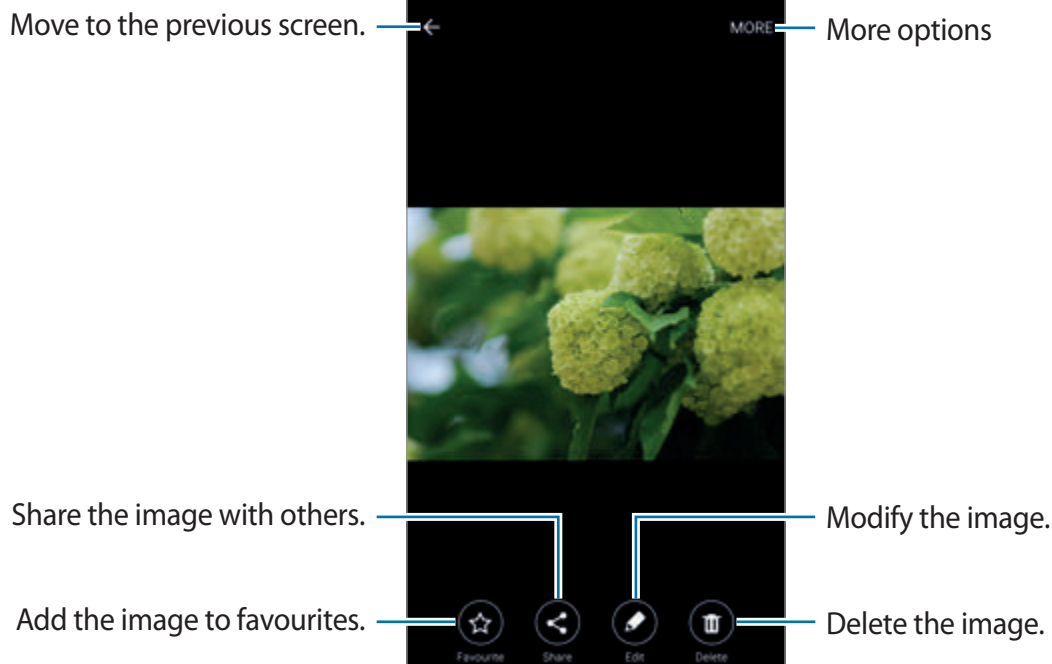 Move to the previous screen.
MORE
More options
Share the image with others.
Modify the image.
Add the image to favourites.
Delete the image.
Favourite
Share
Edit
Delete